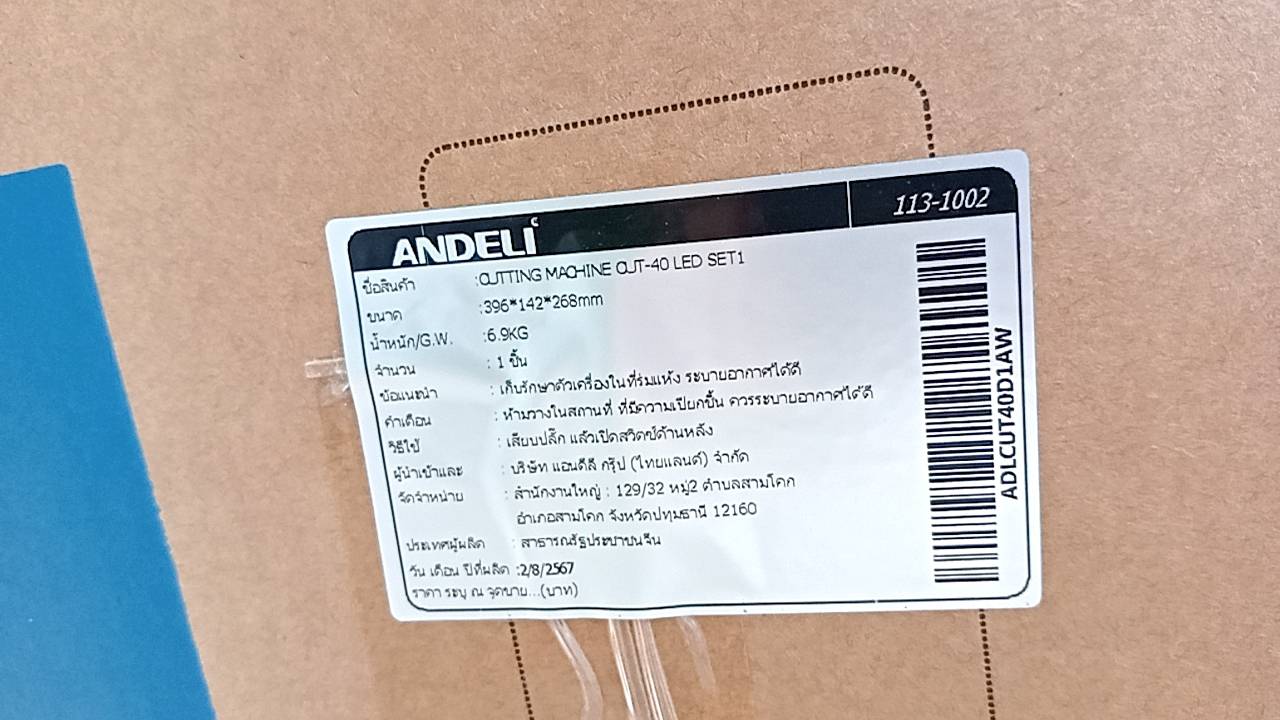 ANDELI
113-1002
ชื่อสินค้า :CUTTING MACHINE CUT-40 LED SET1
ขนาด :396*142*268mm
น้ำหนัก/G.W. :6.9KG
จำนวน : 1 ชิ้น
ข้อแนะนำ : เก็บรักษาตัวเครื่องในที่ร่มแห้ง ระบายอากาศได้ดี
คำเตือน : ห้ามวางในสถานที่ ที่มีความเปียกชื้น ควรระบายอากาศได้ดี
วิธีใช้ : เสียบปลั๊ก แล้วเปิดสวิตช์ด้านหลัง
ผู้นำเข้าและ : บริษัท แอนดีลี กรุ๊ป (ไทยแลนด์) จำกัด
จัดจำหน่าย : สำนักงานใหญ่ : 129/32 หมู่2 ตำบลสามโคก
อำเภอสามโคก จังหวัดปทุมธานี 12160
ประเทศผู้ผลิต : สาธารณรัฐประชาชนจีน
วัน เดือน ปีที่ผลิต :2/8/2567
ราคา ระบุ ณ จุดขาย...(บาท)
ADLCUT40D1AW